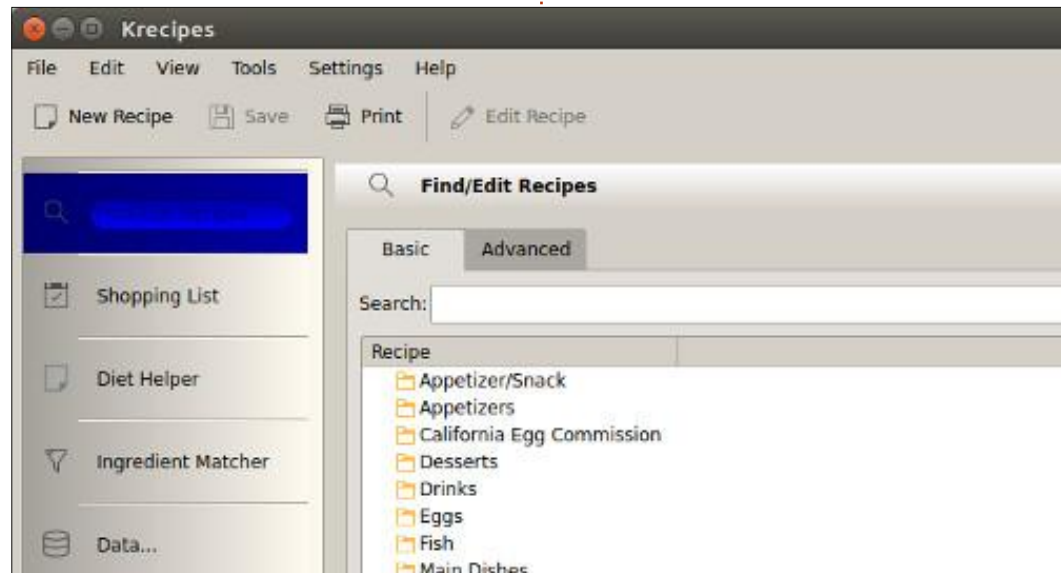 Krecipes
File Edit View Tools Settings Help
New Recipe Save Print Edit Recipe
Find/Edit Recipes
Basic Advanced
Shopping List
Search:
Recipe
Appetizer/Snack
Diet Helper
Appetizers
California Egg Commission
Ingredient Matcher
Desserts
Drinks
Eggs
Data...
Fish
Main Dishes